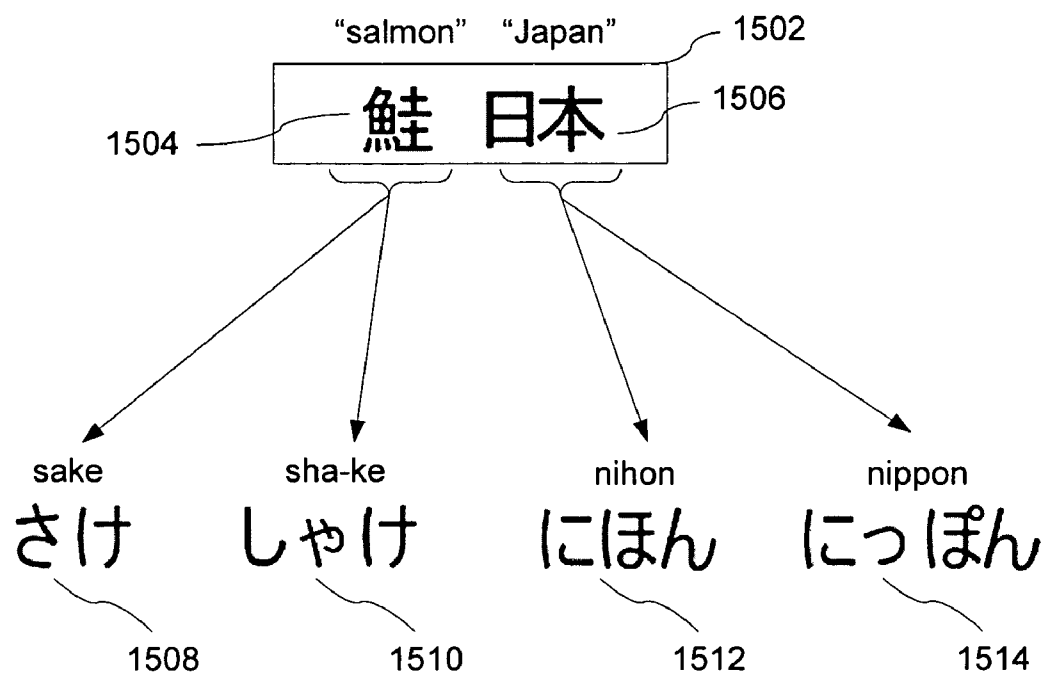 “salmon” “Japan”
1502
鮭 日本
1506
1504
sake sha-ke nihon nippon
さけ しゃけ にほん にっぽん
1508 1510 1512 1514